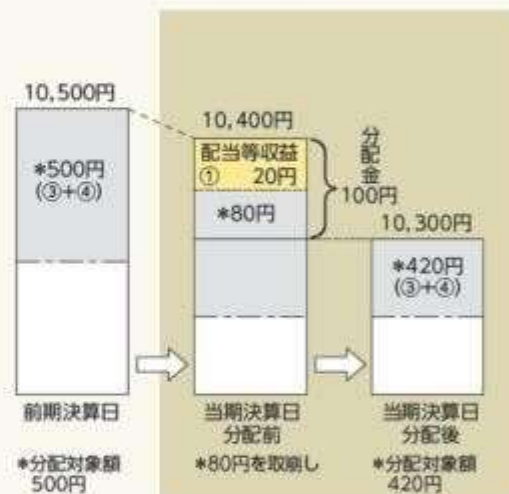 10,500円
*500円
(③+④)
前期決算日
*分配対象額
500円
10,400円
配当等収益
① 20円
*80円
分配金
100円
当期決算日
分配前
*80円を取崩し
10,300円
*420円
(③+④)
当期決算日
分配後
*分配対象額
420円